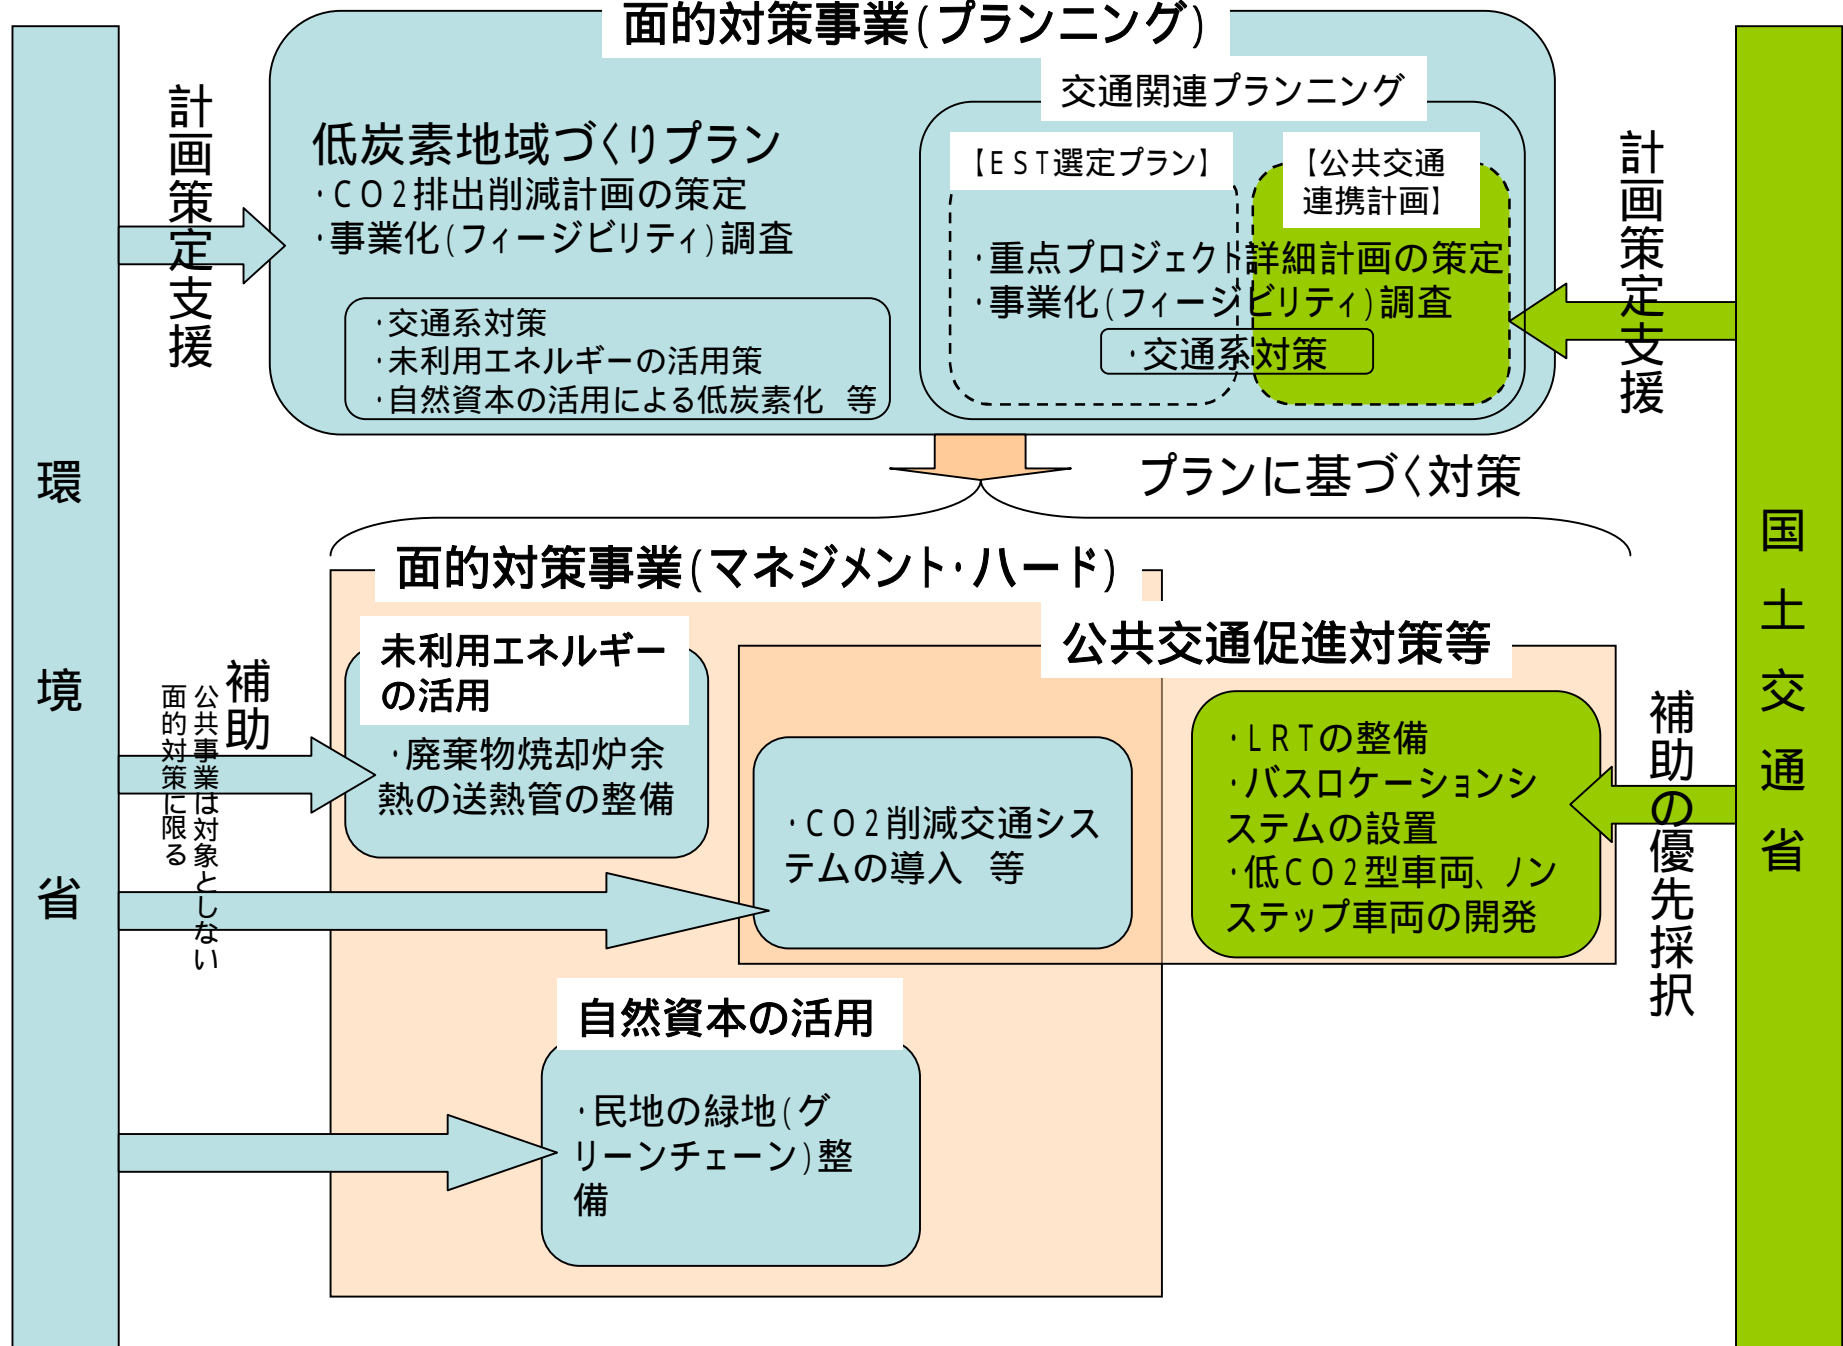 面的対策事業(プランニング)
交通関連プランニング
計画策定支援
低炭素地域づくりプラン
・CO2排出削減計画の策定
・事業化(フィージビリティ)調査
・交通系対策
・未利用エネルギーの活用策
・自然資本の活用による低炭素化 等
【EST選定プラン】
【公共交通
連携計画】
・重点プロジェクト詳細計画の策定
・事業化(フィージビリティ)調査
・交通系対策
計画策定支援
環境省
国土交通省
プランに基づく対策
面的対策事業(マネジメント・ハード)
公共交通促進対策等
未利用エネルギー
の活用
・廃棄物焼却炉余
熱の送熱管の整備
補助
公共事業は対象としない
面的対策に限る
・CO2削減交通シス
テムの導入 等
・LRTの整備
・バスロケーションシ
ステムの設置
・低CO2型車両、ノン
ステップ車両の開発
補助の優先採択
自然資本の活用
・民地の緑地(グ
リーンチェーン)整
備